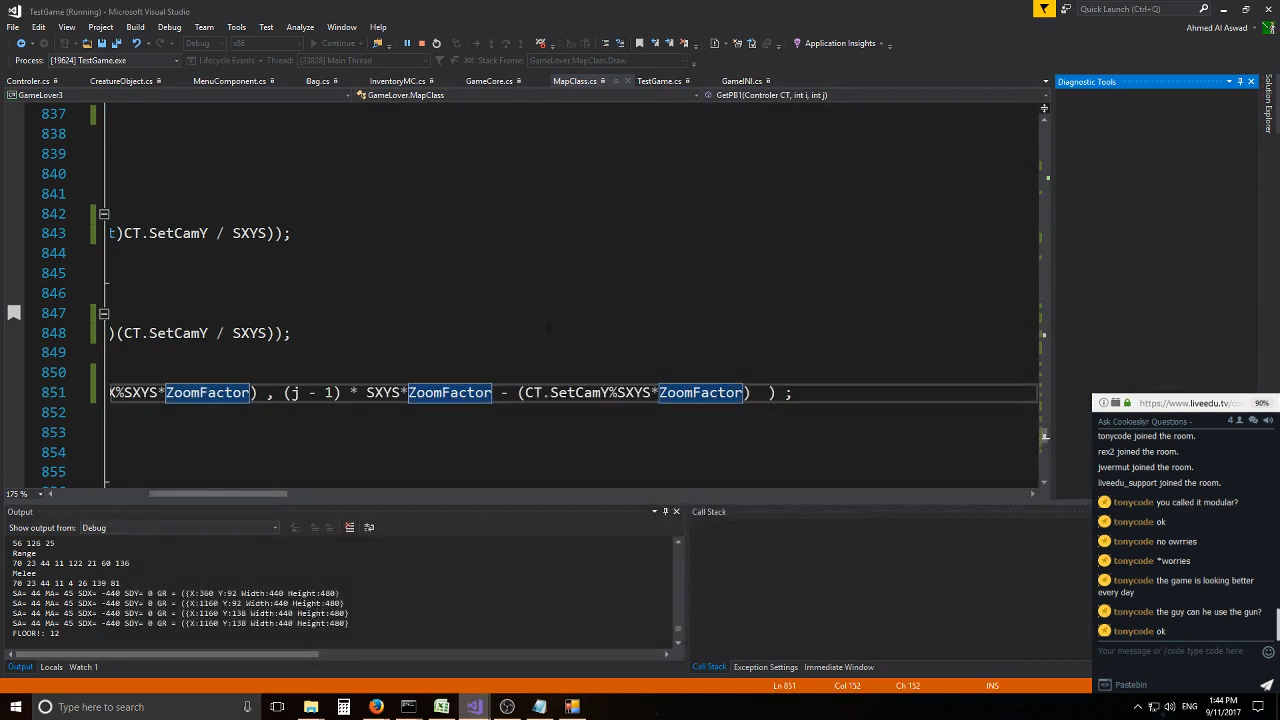 TestGame (Running) - Microsoft Visual Studio
Quick Launch (Ctrl+Q)
File Edit View Project Build Debug Team Tools Test Analyze Window Help
Ahmed Al Aswad
Debug x86 Continue Application Insights
Process: [19624] TestGame.exe Lifecycle Events Thread: [23828] Main Thread Stack Frame: GameLover.MapClass.Draw
Controler.cs CreatureObject.cs MenuComponent.cs Bag.cs InventoryMC.cs GameCore.cs MapClass.cs TestGame.cs GameINI.cs
Diagnostic Tools
Solution Explorer
GameLover3 GameLover.MapClass GetPB1(Controler CT, int i, int j)
837
838
839
840
841
842
843 t)CT.SetCamY / SXYS));
844
845
846
847
848 )(CT.SetCamY / SXYS));
849
850
851 X%SXYS*ZoomFactor) , (j - 1) * SXYS*ZoomFactor - (CT.SetCamY%SXYS*ZoomFactor) ) ;
852
853
854
855
175 %
Output
Show output from: Debug
56 126 25
Range
70 23 44 11 122 21 60 136
Melee
70 23 44 11 4 26 139 81
SA= 44 MA= 45 SDX= -440 SDY= 0 GR = ({X:360 Y:92 Width:440 Height:480}
SA= 44 MA= 45 SDX= -440 SDY= 0 GR = ({X:1160 Y:92 Width:440 Height:480}
SA= 44 MA= 45 SDX= -440 SDY= 0 GR = ({X:1160 Y:138 Width:440 Height:480}
SA= 44 MA= 45 SDX= -440 SDY= 0 GR = ({X:1160 Y:138 Width:440 Height:480}
FLOOR!: 12
Output Locals Watch 1
Call Stack
Call Stack Exception Settings Immediate Window
Ln 851 Col 152 Ch 152 INS
https://www.liveedu.tv/co 90%
Ask Cookiesliyr Questions - 4
tonycode joined the room.
rex2 joined the room.
jvermut joined the room.
liveedu_support joined the room.
tonycode you called it modular?
tonycode ok
tonycode no owrries
tonycode *worries
tonycode the game is looking better
every day
tonycode the guy can he use the gun?
tonycode ok
Your message or /code type code here
Pastebin
Type here to search
ENG
1:44 PM
9/11/2017